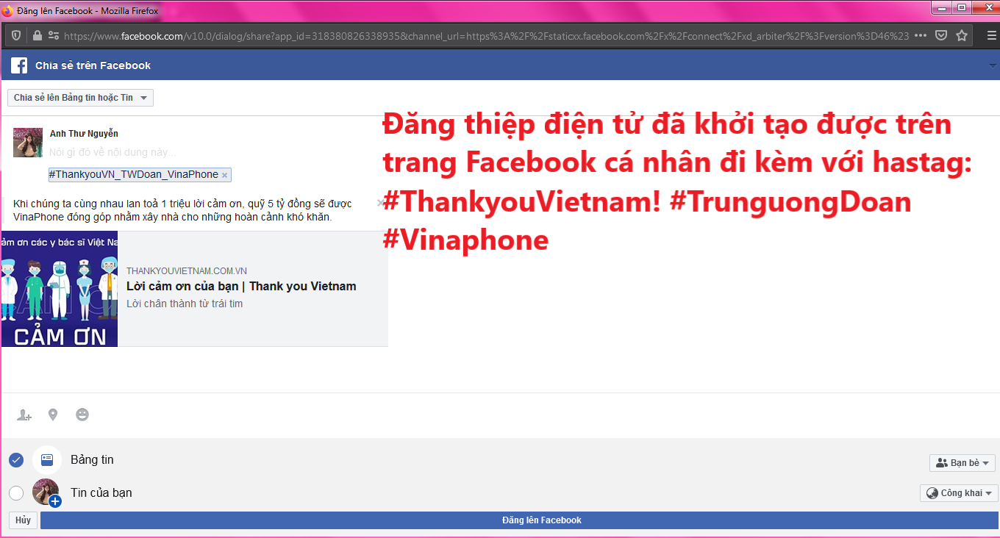 Đăng lên Facebook - Mozilla Firefox
https://www.facebook.com/v10.0/dialog/share?app_id=318380826338935&channel_url=https%3A%2F%2Fstaticxx.facebook.com%2Fx%2Fconnect%2Fxd_arbiter%2F%3Fversion%3D46%23
Chia sẻ trên Facebook
Chia sẻ lên Bảng tin hoặc Tin
Anh Thư Nguyễn
Nói gì đó về nội dung này...
#ThankyouVN_TWDoan_VinaPhone
Khi chúng ta cùng nhau lan toả 1 triệu lời cảm ơn, quỹ 5 tỷ đồng sẽ được
VinaPhone đóng góp nhằm xây nhà cho những hoàn cảnh khó khăn.
Đăng thiệp điện tử đã khởi tạo được trên
trang Facebook cá nhân đi kèm với hastag:
#ThankyouVietnam! #TrunguongDoan
#Vinaphone
ảm ơn các y bác sĩ Việt Na
CẢM ƠN
THANKYOUVIETNAM.COM.VN
Lời cảm ơn của bạn | Thank you Vietnam
Lời chân thành từ trái tim
Bảng tin
Bạn bè
Tin của bạn
Công khai
Hủy
Đăng lên Facebook